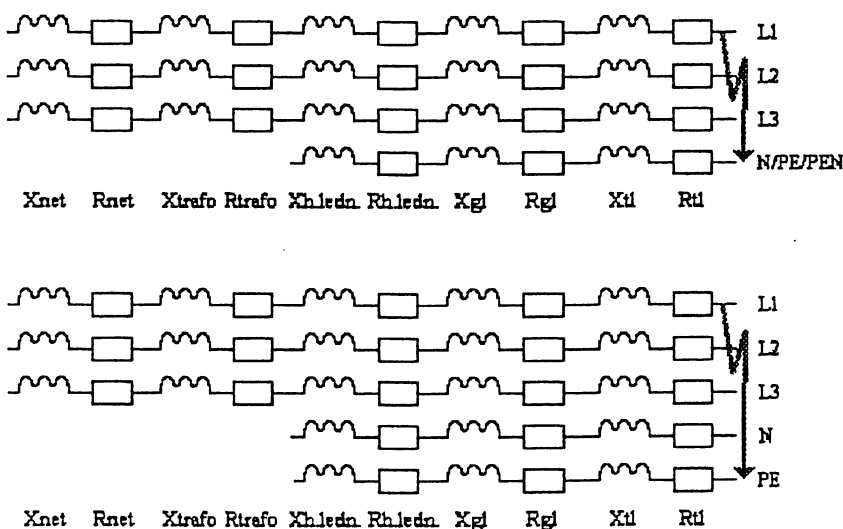 L1
L2
L3
N/PE/PEN
Xnet Rnet Xtrafo Rtrafo Xh.ledn. Rh.ledn. Xgl Rgl Xtl Rtl
L1
L2
L3
N
PE
Xnet Rnet Xtrafo Rtrafo Xh.ledn. Rh.ledn. Xgl Rgl Xtl Rtl